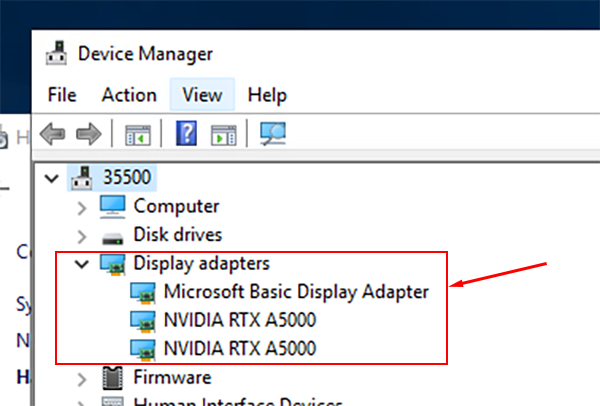 Device Manager
File Action View Help
35500
Computer
Disk drives
Display adapters
Microsoft Basic Display Adapter
NVIDIA RTX A5000
NVIDIA RTX A5000
Firmware
Human Interface Devices